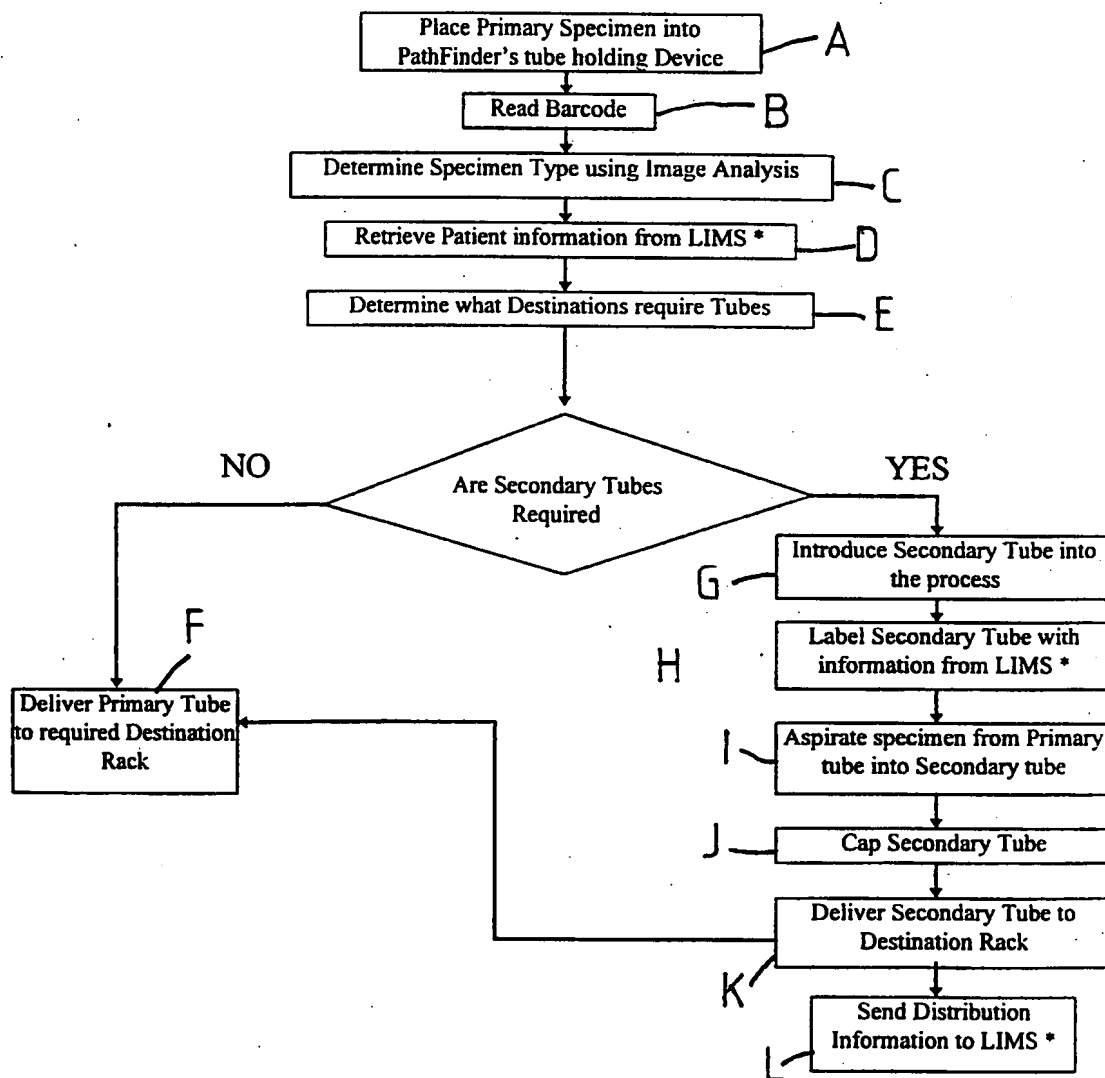 Place Primary Specimen into
PathFinder's tube holding Device
A
Read Barcode
B
Determine Specimen Type using Image Analysis
C
Retrieve Patient information from LIMS *
D
Determine what Destinations require Tubes
E
NO
YES
Are Secondary Tubes
Required
Introduce Secondary Tube into
the process
G
Label Secondary Tube with
information from LIMS *
H
F
Deliver Primary Tube
to required Destination
Rack
Aspirate specimen from Primary
tube into Secondary tube
I
Cap Secondary Tube
J
Deliver Secondary Tube to
Destination Rack
K
Send Distribution
Information to LIMS *
L